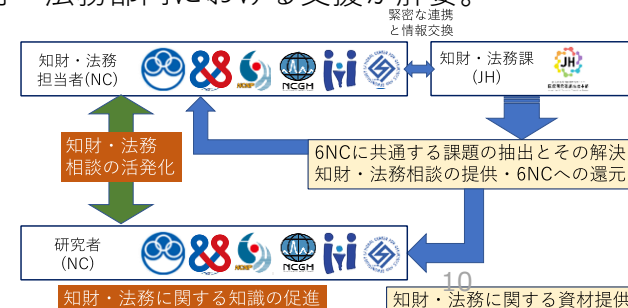 法務部門における支援が肝要。
緊密な連携
と情報交換
知財・法務
担当者(NC)
NCGM
知財・法務課
(JH)
JH
知財・法務
相談の活発化
6NCに共通する課題の抽出とその解決
知財・法務相談の提供・6NCへの還元
研究者
(NC)
NCGM
10
知財・法務に関する知識の促進
知財・法務に関する資材提供